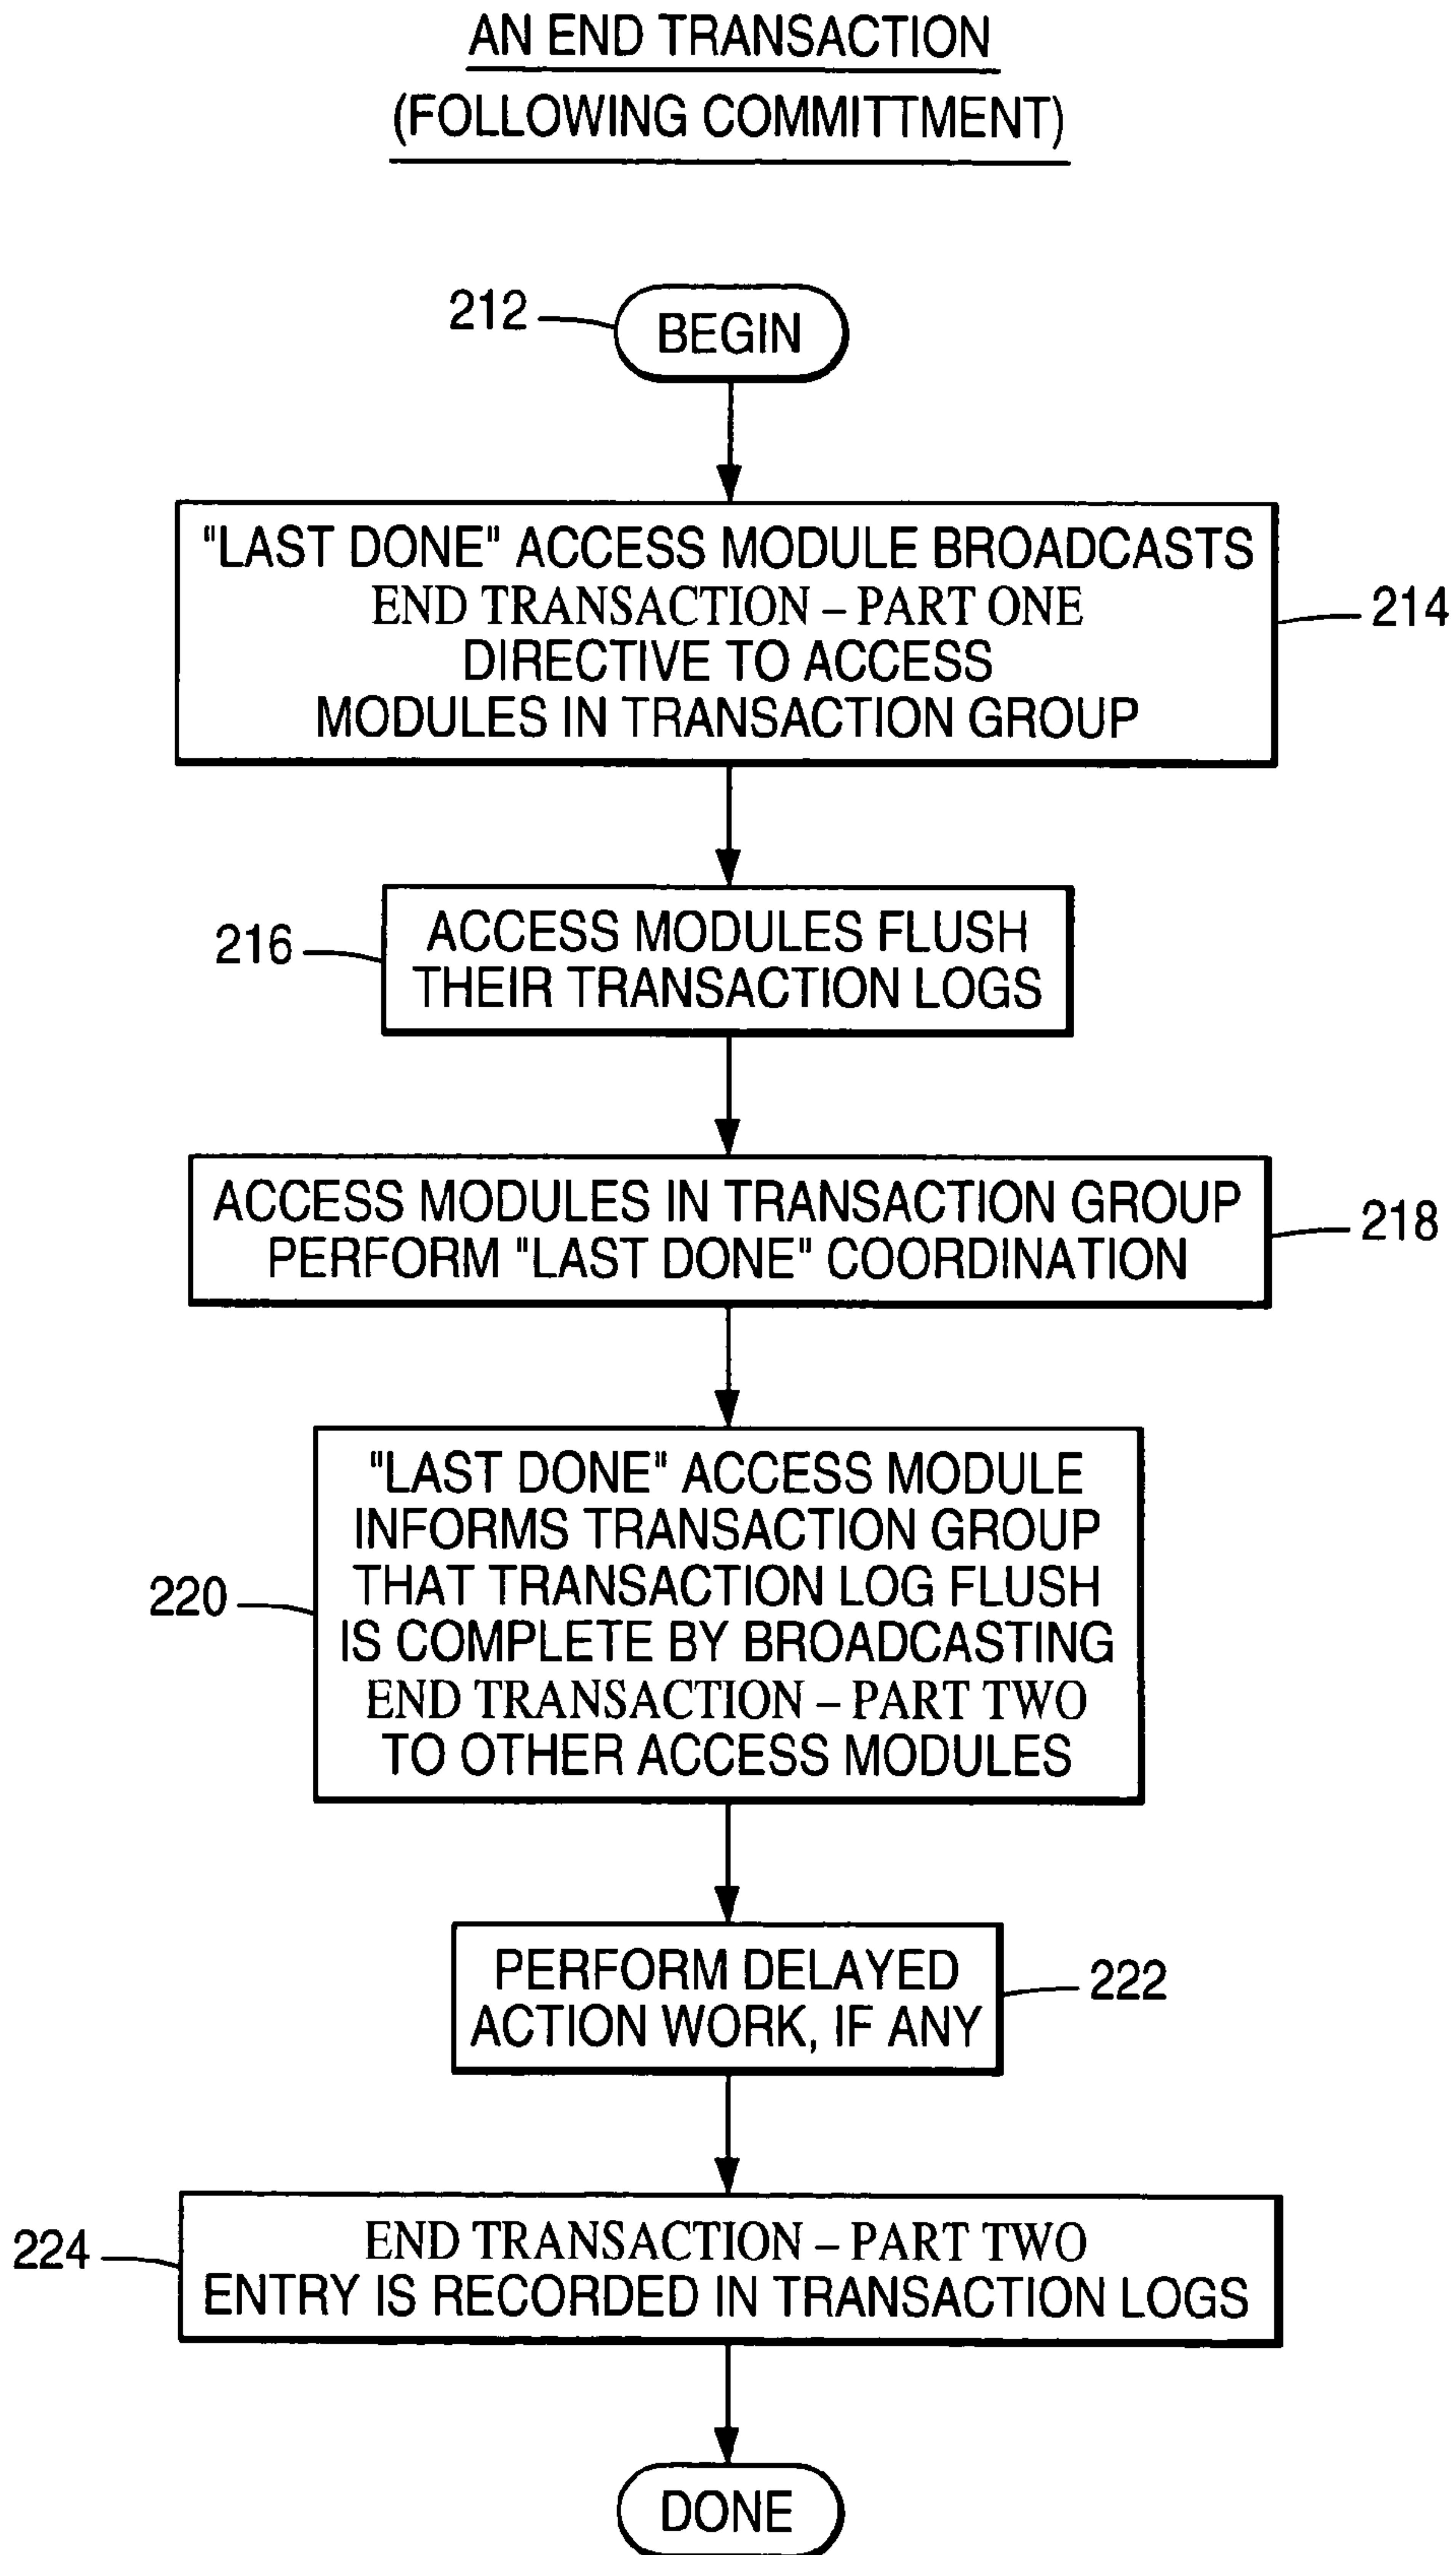 AN END TRANSACTION
(FOLLOWING COMMITTMENT)
212
BEGIN
"LAST DONE" ACCESS MODULE BROADCASTS
END TRANSACTION – PART ONE
DIRECTIVE TO ACCESS
MODULES IN TRANSACTION GROUP
214
216
ACCESS MODULES FLUSH
THEIR TRANSACTION LOGS
ACCESS MODULES IN TRANSACTION GROUP
PERFORM "LAST DONE" COORDINATION
218
"LAST DONE" ACCESS MODULE
INFORMS TRANSACTION GROUP
THAT TRANSACTION LOG FLUSH
IS COMPLETE BY BROADCASTING
END TRANSACTION – PART TWO
TO OTHER ACCESS MODULES
220
PERFORM DELAYED
ACTION WORK, IF ANY
222
224
END TRANSACTION – PART TWO
ENTRY IS RECORDED IN TRANSACTION LOGS
DONE